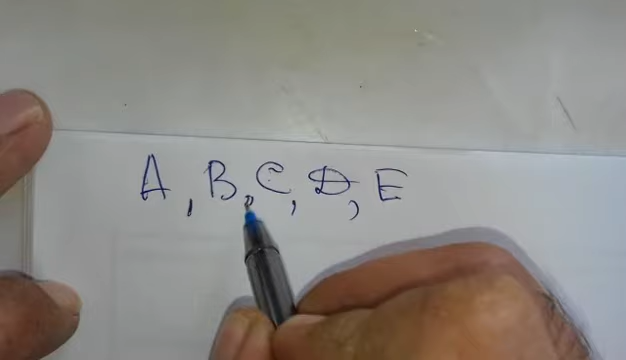 A, B, C, D, E